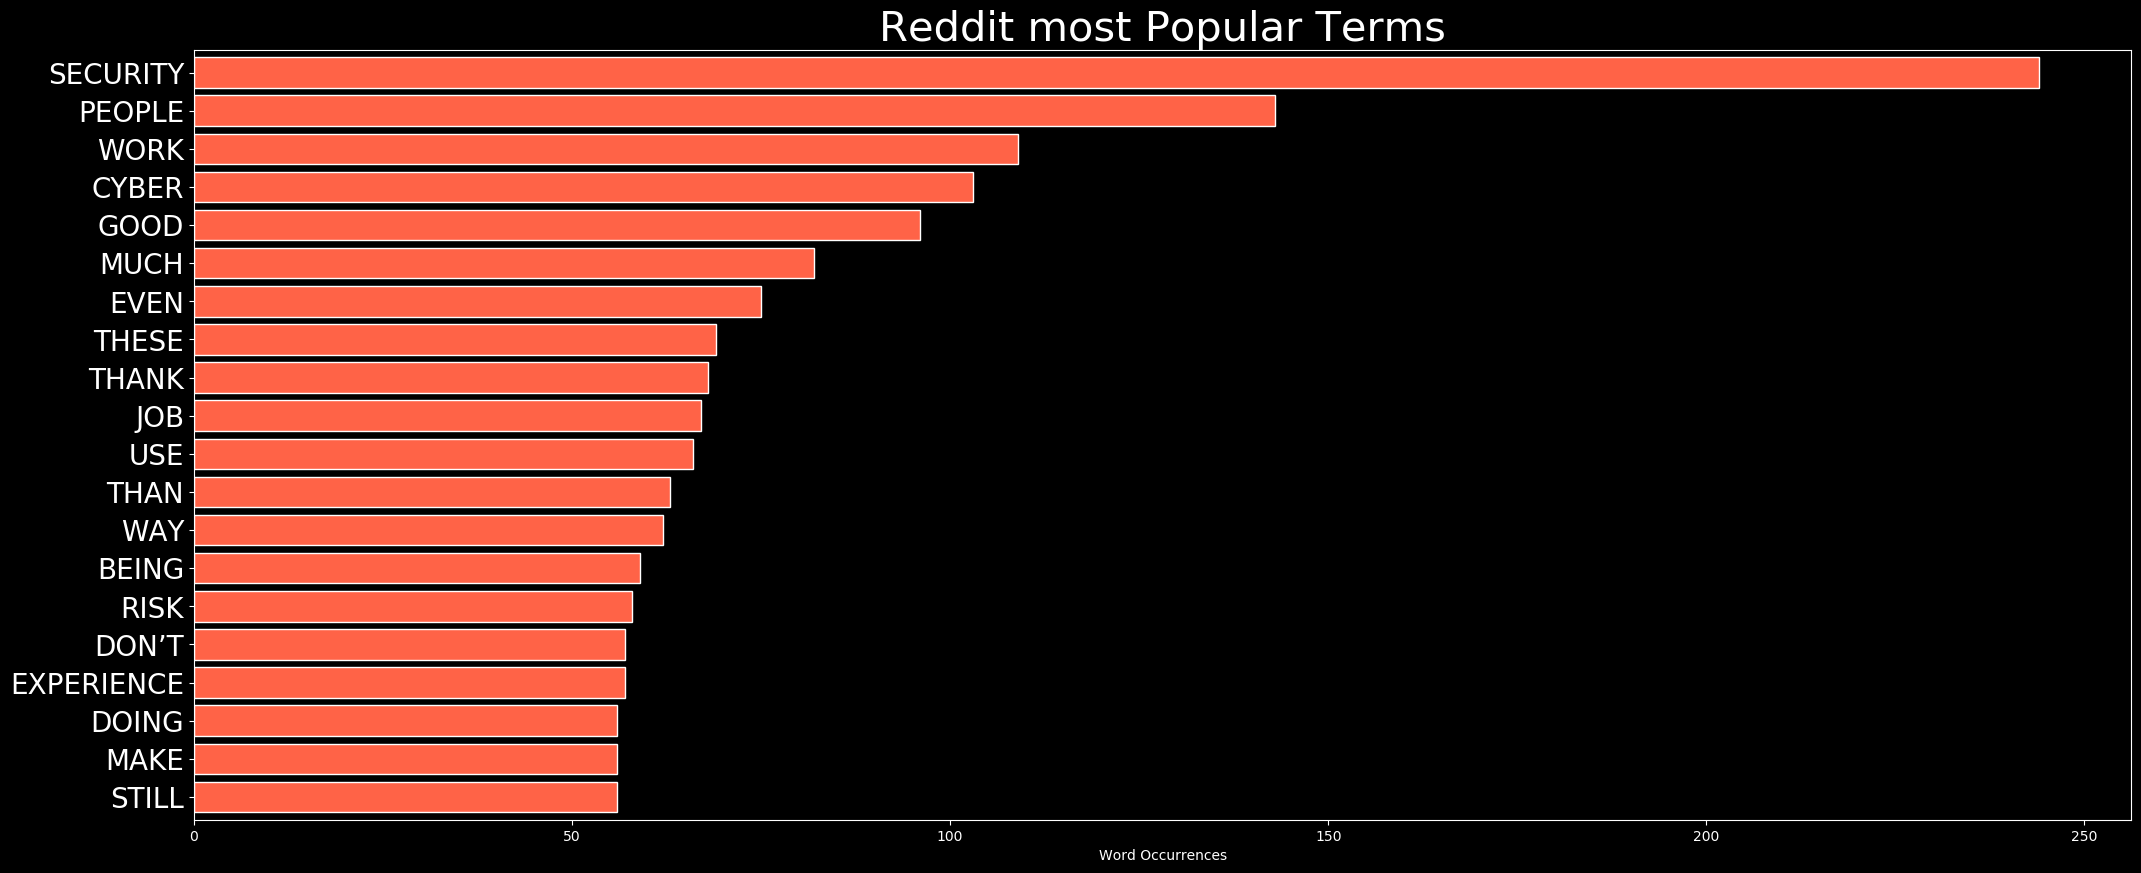 Reddit most Popular Terms
SECURITY
PEOPLE
WORK
CYBER
GOOD
MUCH
EVEN
THESE
THANK
JOB
USE
THAN
WAY
BEING
RISK
DON’T
EXPERIENCE
DOING
MAKE
STILL
0 50 100 150 200 250
Word Occurrences